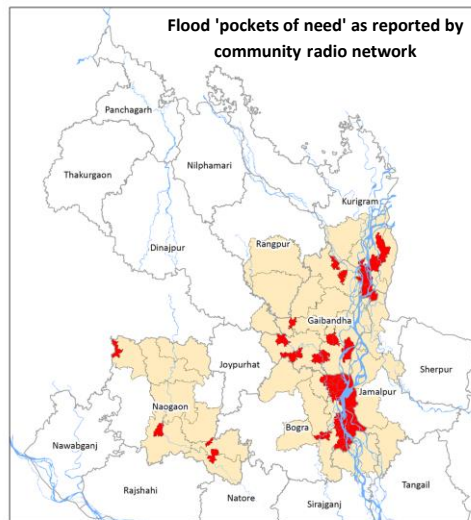 Flood 'pockets of need' as reported by
community radio network
Panchagarh
Thakurgaon
Nilphamari
Kurigram
Dinajpur
Rangpur
Gaibandha
Joypurhat
Sherpur
Jamalpur
Naogaon
Bogra
Nawabganj
Rajshahi
Natore
Sirajganj
Tangail